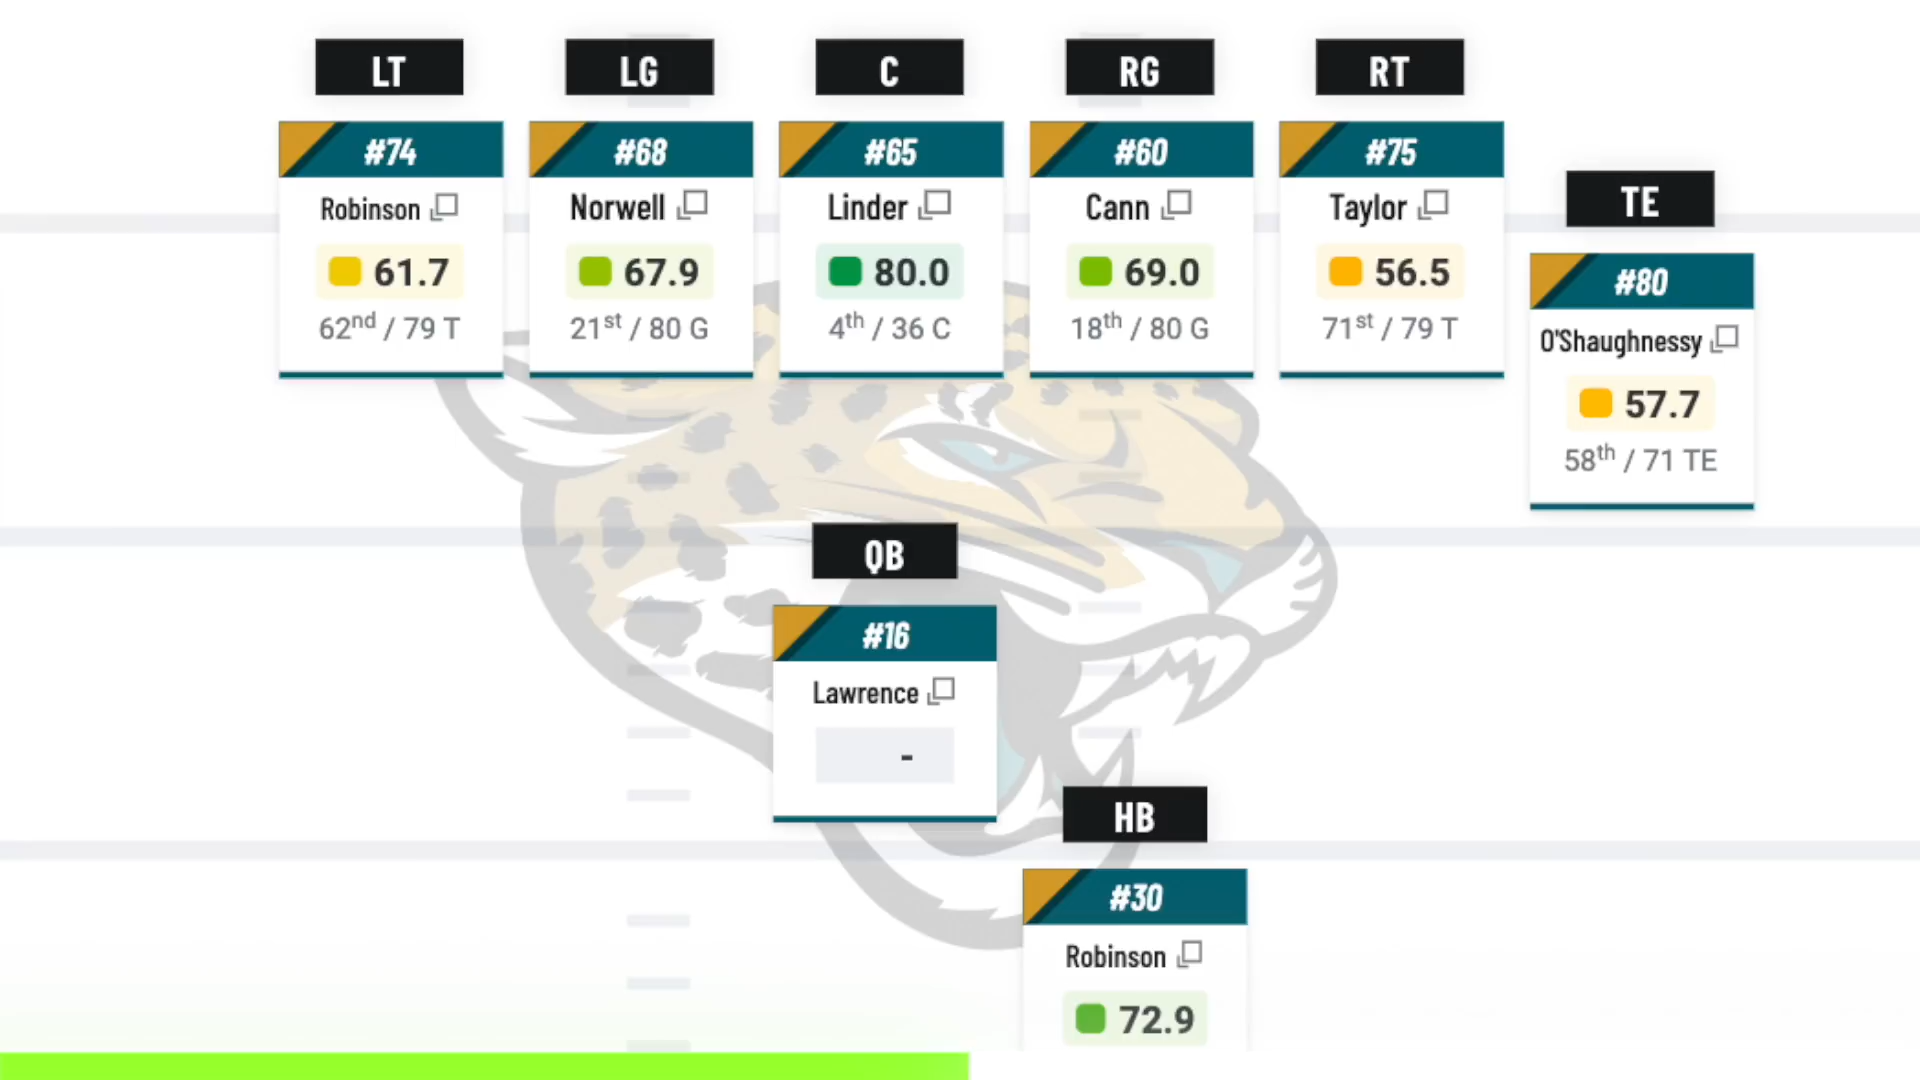 LT
#74
Robinson
61.7
62nd / 79 T
LG
#68
Norwell
67.9
21st / 80 G
C
#65
Linder
80.0
4th / 36 C
RG
#60
Cann
69.0
18th / 80 G
RT
#75
Taylor
56.5
71st / 79 T
TE
#80
O'Shaughnessy
57.7
58th / 71 TE
QB
#16
Lawrence
-
HB
#30
Robinson
72.9